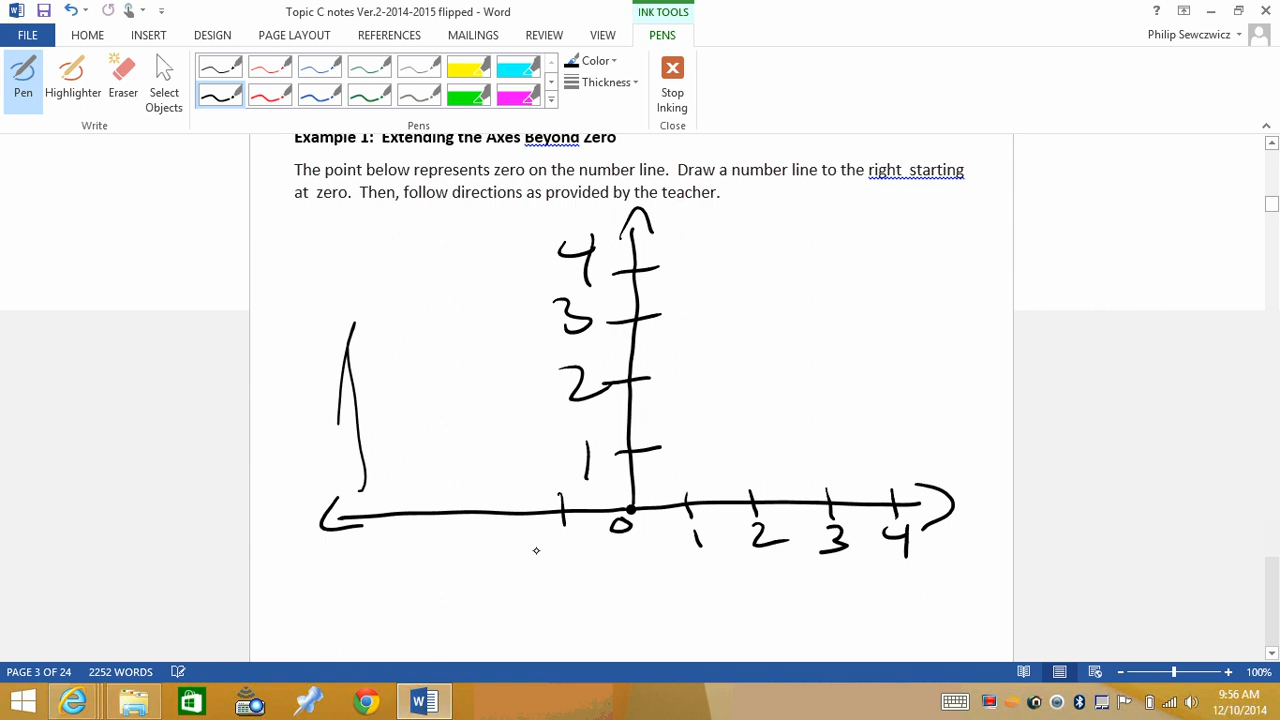 Topic C notes Ver.2-2014-2015 flipped - Word
INK TOOLS
?
FILE HOME INSERT DESIGN PAGE LAYOUT REFERENCES MAILINGS REVIEW VIEW PENS
Philip Sewczwicz
Pen Highlighter Eraser Select Objects
Color
Thickness
Stop Inking
Write Pens Close
Example 1: Extending the Axes Beyond Zero
The point below represents zero on the number line. Draw a number line to the right starting
at zero. Then, follow directions as provided by the teacher.
4
3
2
1
0 1 2 3 4
PAGE 3 OF 24 2252 WORDS 100%
9:56 AM
12/10/2014